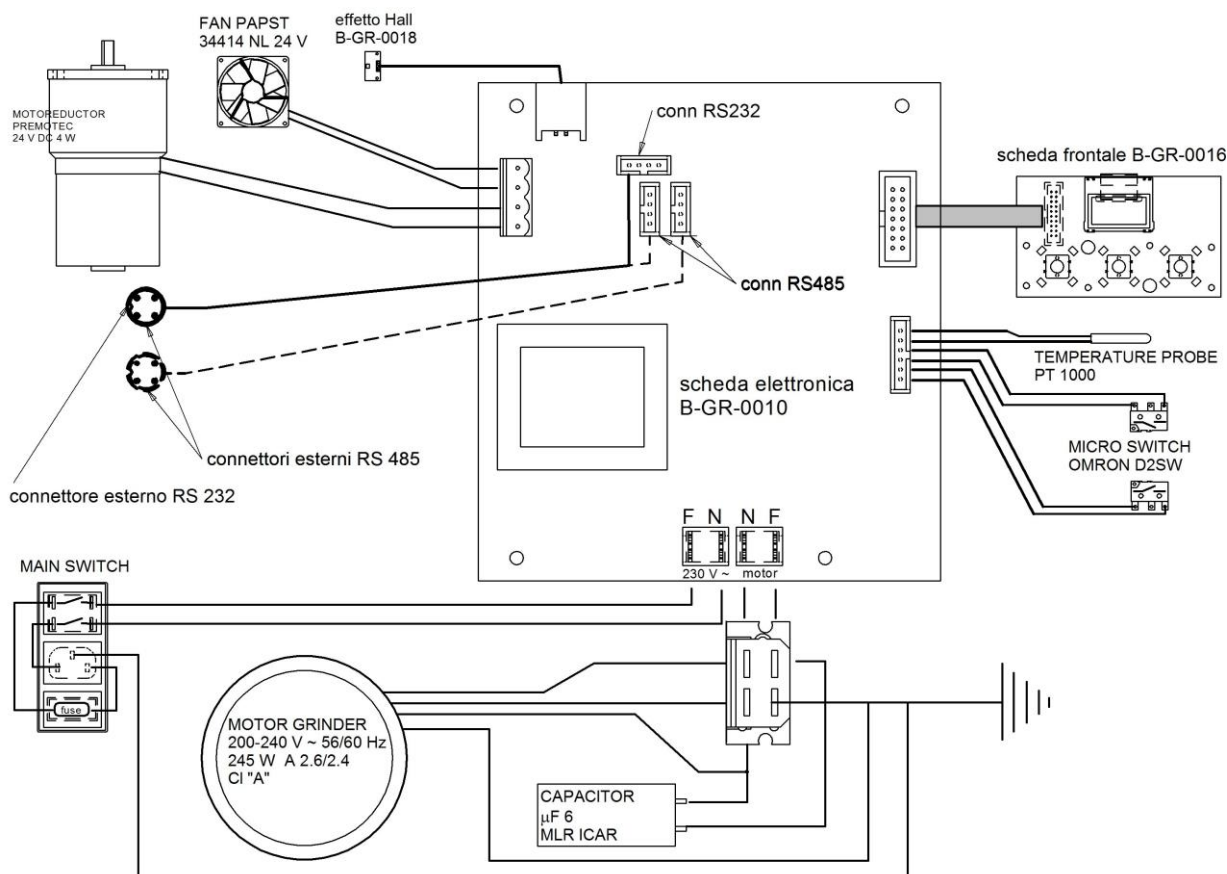 FAN PAPST
34414 NL 24 V
effetto Hall
B-GR-0018
MOTOREDUCTOR
PREMOTEC
24 V DC 4 W
conn RS232
scheda frontale B-GR-0016
conn RS485
TEMPERATURE PROBE
PT 1000
scheda elettronica
B-GR-0010
MICRO SWITCH
OMRON D2SW
connettori esterni RS 485
connettore esterno RS 232
F N N F
230 V ~ motor
MAIN SWITCH
fuse
MOTOR GRINDER
200-240 V ~ 56/60 Hz
245 W A 2.6/2.4
Cl "A"
CAPACITOR
μF 6
MLR ICAR